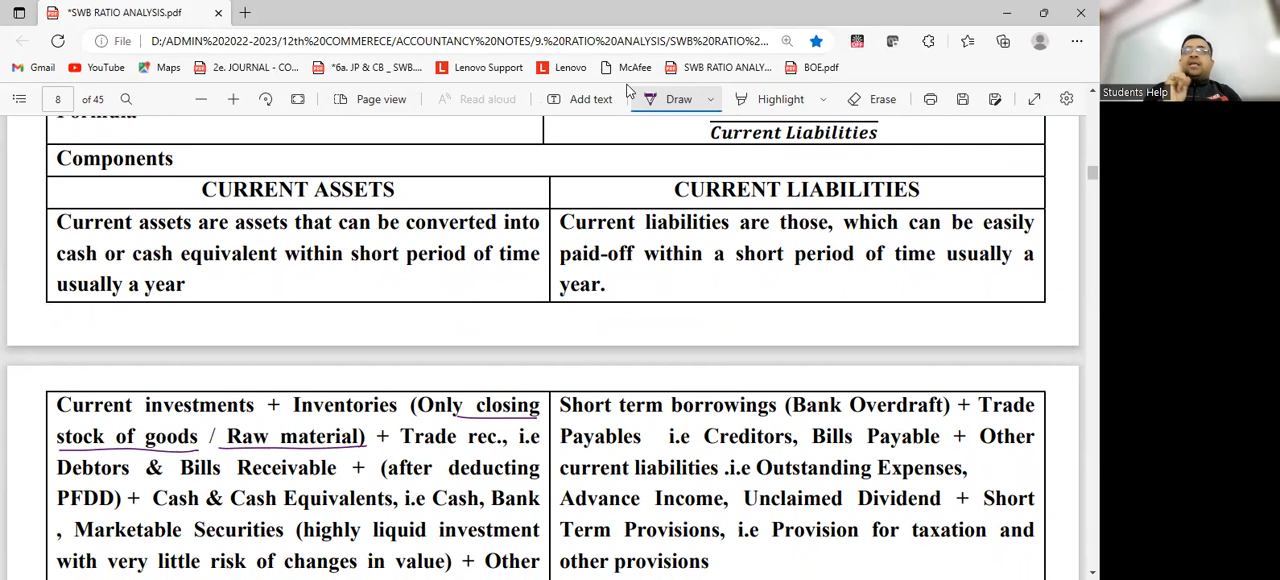 *SWB RATIO ANALYSIS.pdf
File D:/ADMIN%202022-2023/12th%20COMMERECE/ACCOUNTANCY%20NOTES/9.%20RATIO%20ANALYSIS/SWB%20RATIO%2...
Gmail YouTube Maps 2e. JOURNAL - CO... *6a. JP & CB _ SWB.... Lenovo Support Lenovo McAfee SWB RATIO ANALY... BOE.pdf
8 of 45 Page view Read aloud Add text Draw Highlight Erase
Students Help
Formula
Current Liabilities
Components
CURRENT ASSETS
Current assets are assets that can be converted into
cash or cash equivalent within short period of time
usually a year
CURRENT LIABILITIES
Current liabilities are those, which can be easily
paid-off within a short period of time usually a
year.
Current investments + Inventories (Only closing
stock of goods / Raw material) + Trade rec., i.e
Debtors & Bills Receivable + (after deducting
PFDD) + Cash & Cash Equivalents, i.e Cash, Bank
, Marketable Securities (highly liquid investment
with very little risk of changes in value) + Other
Short term borrowings (Bank Overdraft) + Trade
Payables i.e Creditors, Bills Payable + Other
current liabilities .i.e Outstanding Expenses,
Advance Income, Unclaimed Dividend + Short
Term Provisions, i.e Provision for taxation and
other provisions